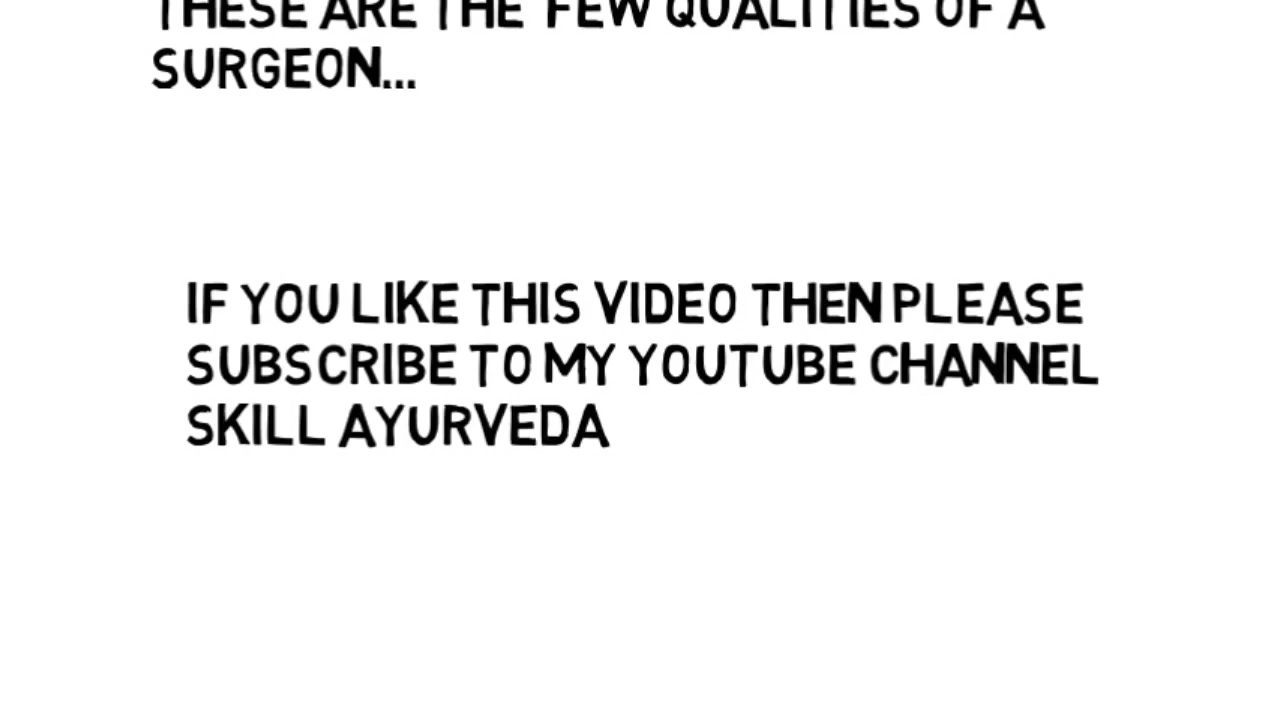 THESE ARE THE FEW QUALITIES OF A
SURGEON...
IF YOU LIKE THIS VIDEO THEN PLEASE
SUBSCRIBE TO MY YOUTUBE CHANNEL
SKILL AYURVEDA